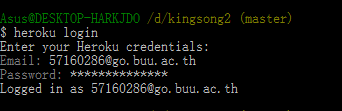 Asus@DESKTOP-HARKJDO /d/kingsong2 (master)
$ heroku login
Enter your Heroku credentials:
Email: 57160286@go.buu.ac.th
Password: **************
Logged in as 57160286@go.buu.ac.th